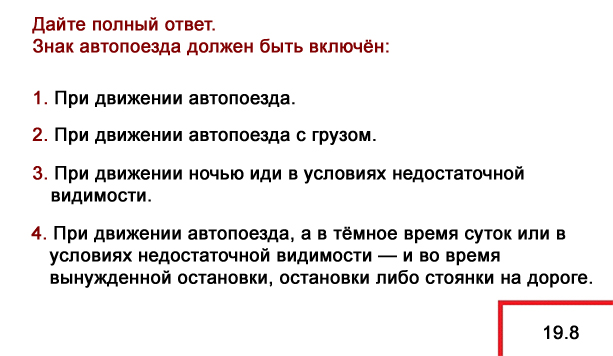 Дайте полный ответ.
Знак автопоезда должен быть включён:
1. При движении автопоезда.
2. При движении автопоезда с грузом.
3. При движении ночью иди в условиях недостаточной
видимости.
4. При движении автопоезда, а в тёмное время суток или в
условиях недостаточной видимости — и во время
вынужденной остановки, остановки либо стоянки на дороге.
19.8